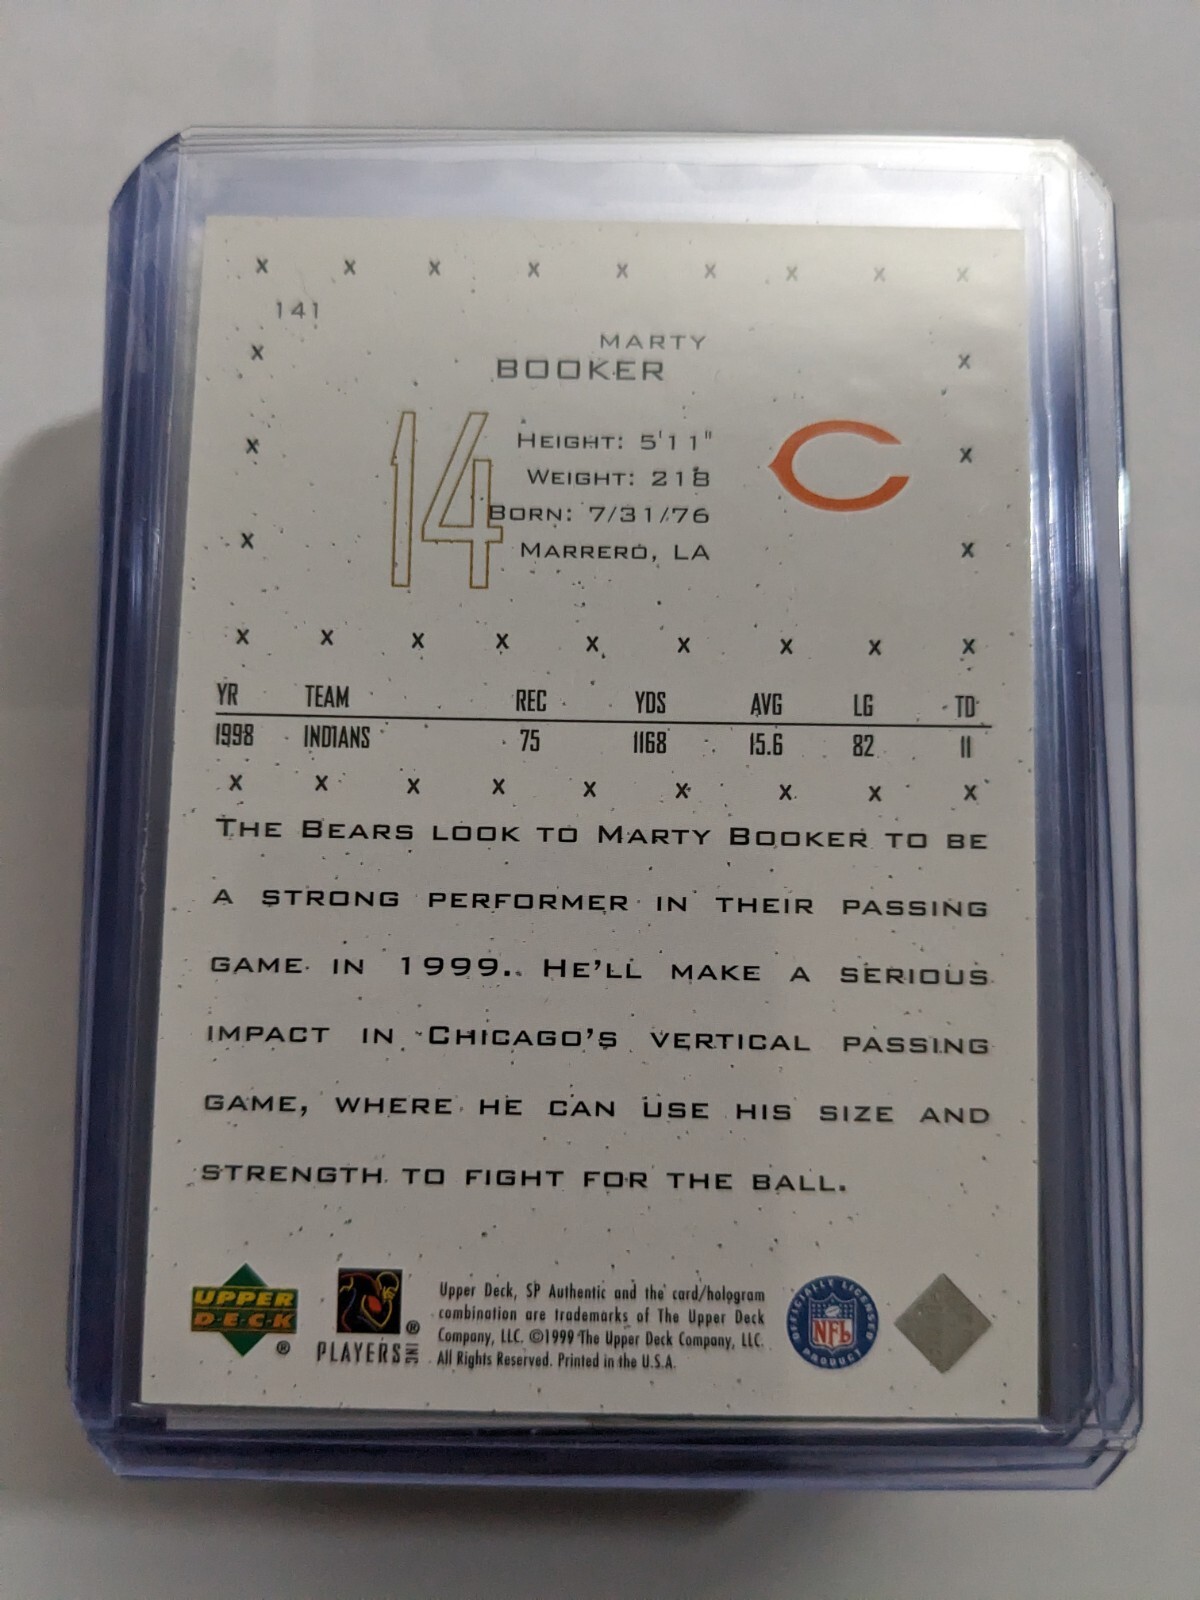 x x x x x x x x x
141
MARTY
x x
BOOKER
14
HEIGHT: 5'11"
x x
WEIGHT: 218
BORN: 7/31/76
x MARRERO, LA x
x x x x x x x x x
YR TEAM REC YDS AVG LG TD
1998 INDIANS 75 1168 15.6 82 11
x x x x x x x x x
THE BEARS LOOK TO MARTY BOOKER TO BE
A STRONG PERFORMER IN THEIR PASSING
GAME IN 1999. HE'LL MAKE A SERIOUS
IMPACT IN CHICAGO'S VERTICAL PASSING
GAME, WHERE HE CAN USE HIS SIZE AND
STRENGTH TO FIGHT FOR THE BALL.
UPPER
DECK
®
®
PLAYERS INC
Upper Deck, SP Authentic and the card/hologram
combination are trademarks of The Upper Deck
Company, LLC. ©1999 The Upper Deck Company, LLC.
All Rights Reserved. Printed in the U.S.A.
OFFICIALLY LICENSED
NFL
PRODUCT